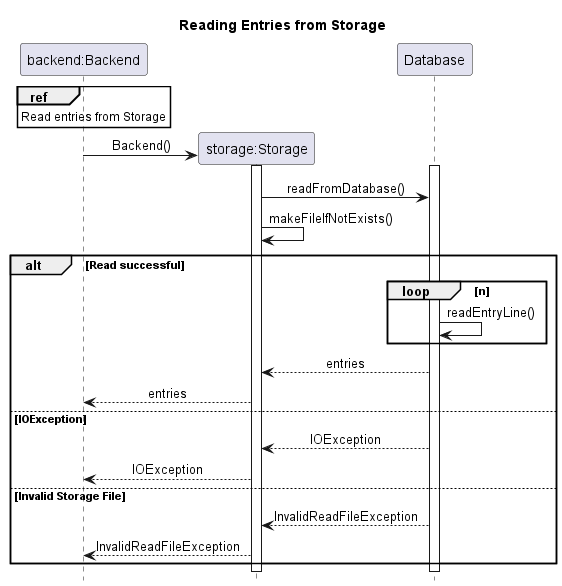 Reading Entries from Storage
backend:Backend
Database
ref
Read entries from Storage
Backend()
storage:Storage
readFromDatabase()
makeFileIfNotExists()
alt
[Read successful]
loop
[n]
readEntryLine()
entries
entries
[IOException]
IOException
IOException
[Invalid Storage File]
InvalidReadFileException
InvalidReadFileException